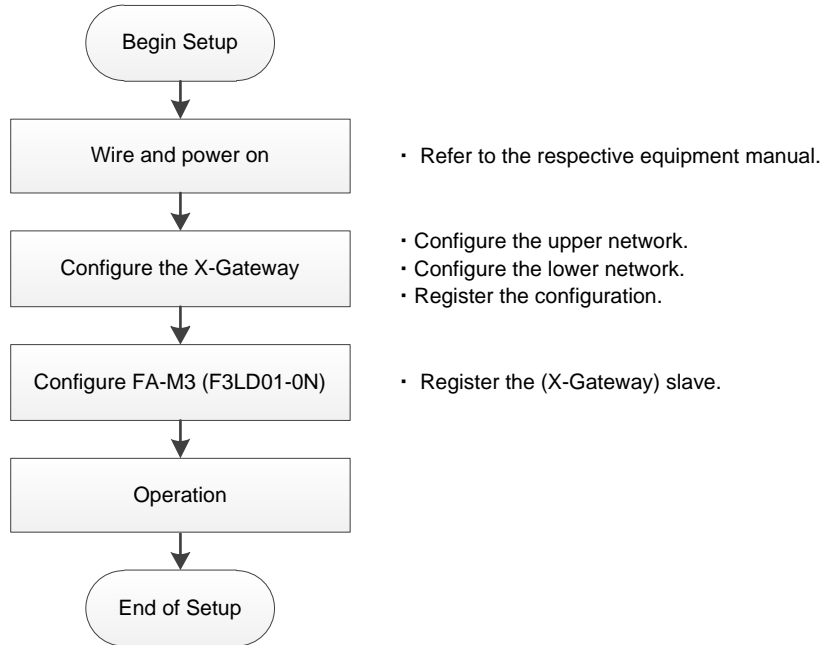 Begin Setup
Wire and power on
・ Refer to the respective equipment manual.
Configure the X-Gateway
・Configure the upper network.
・Configure the lower network.
・Register the configuration.
Configure FA-M3 (F3LD01-0N)
・ Register the (X-Gateway) slave.
Operation
End of Setup